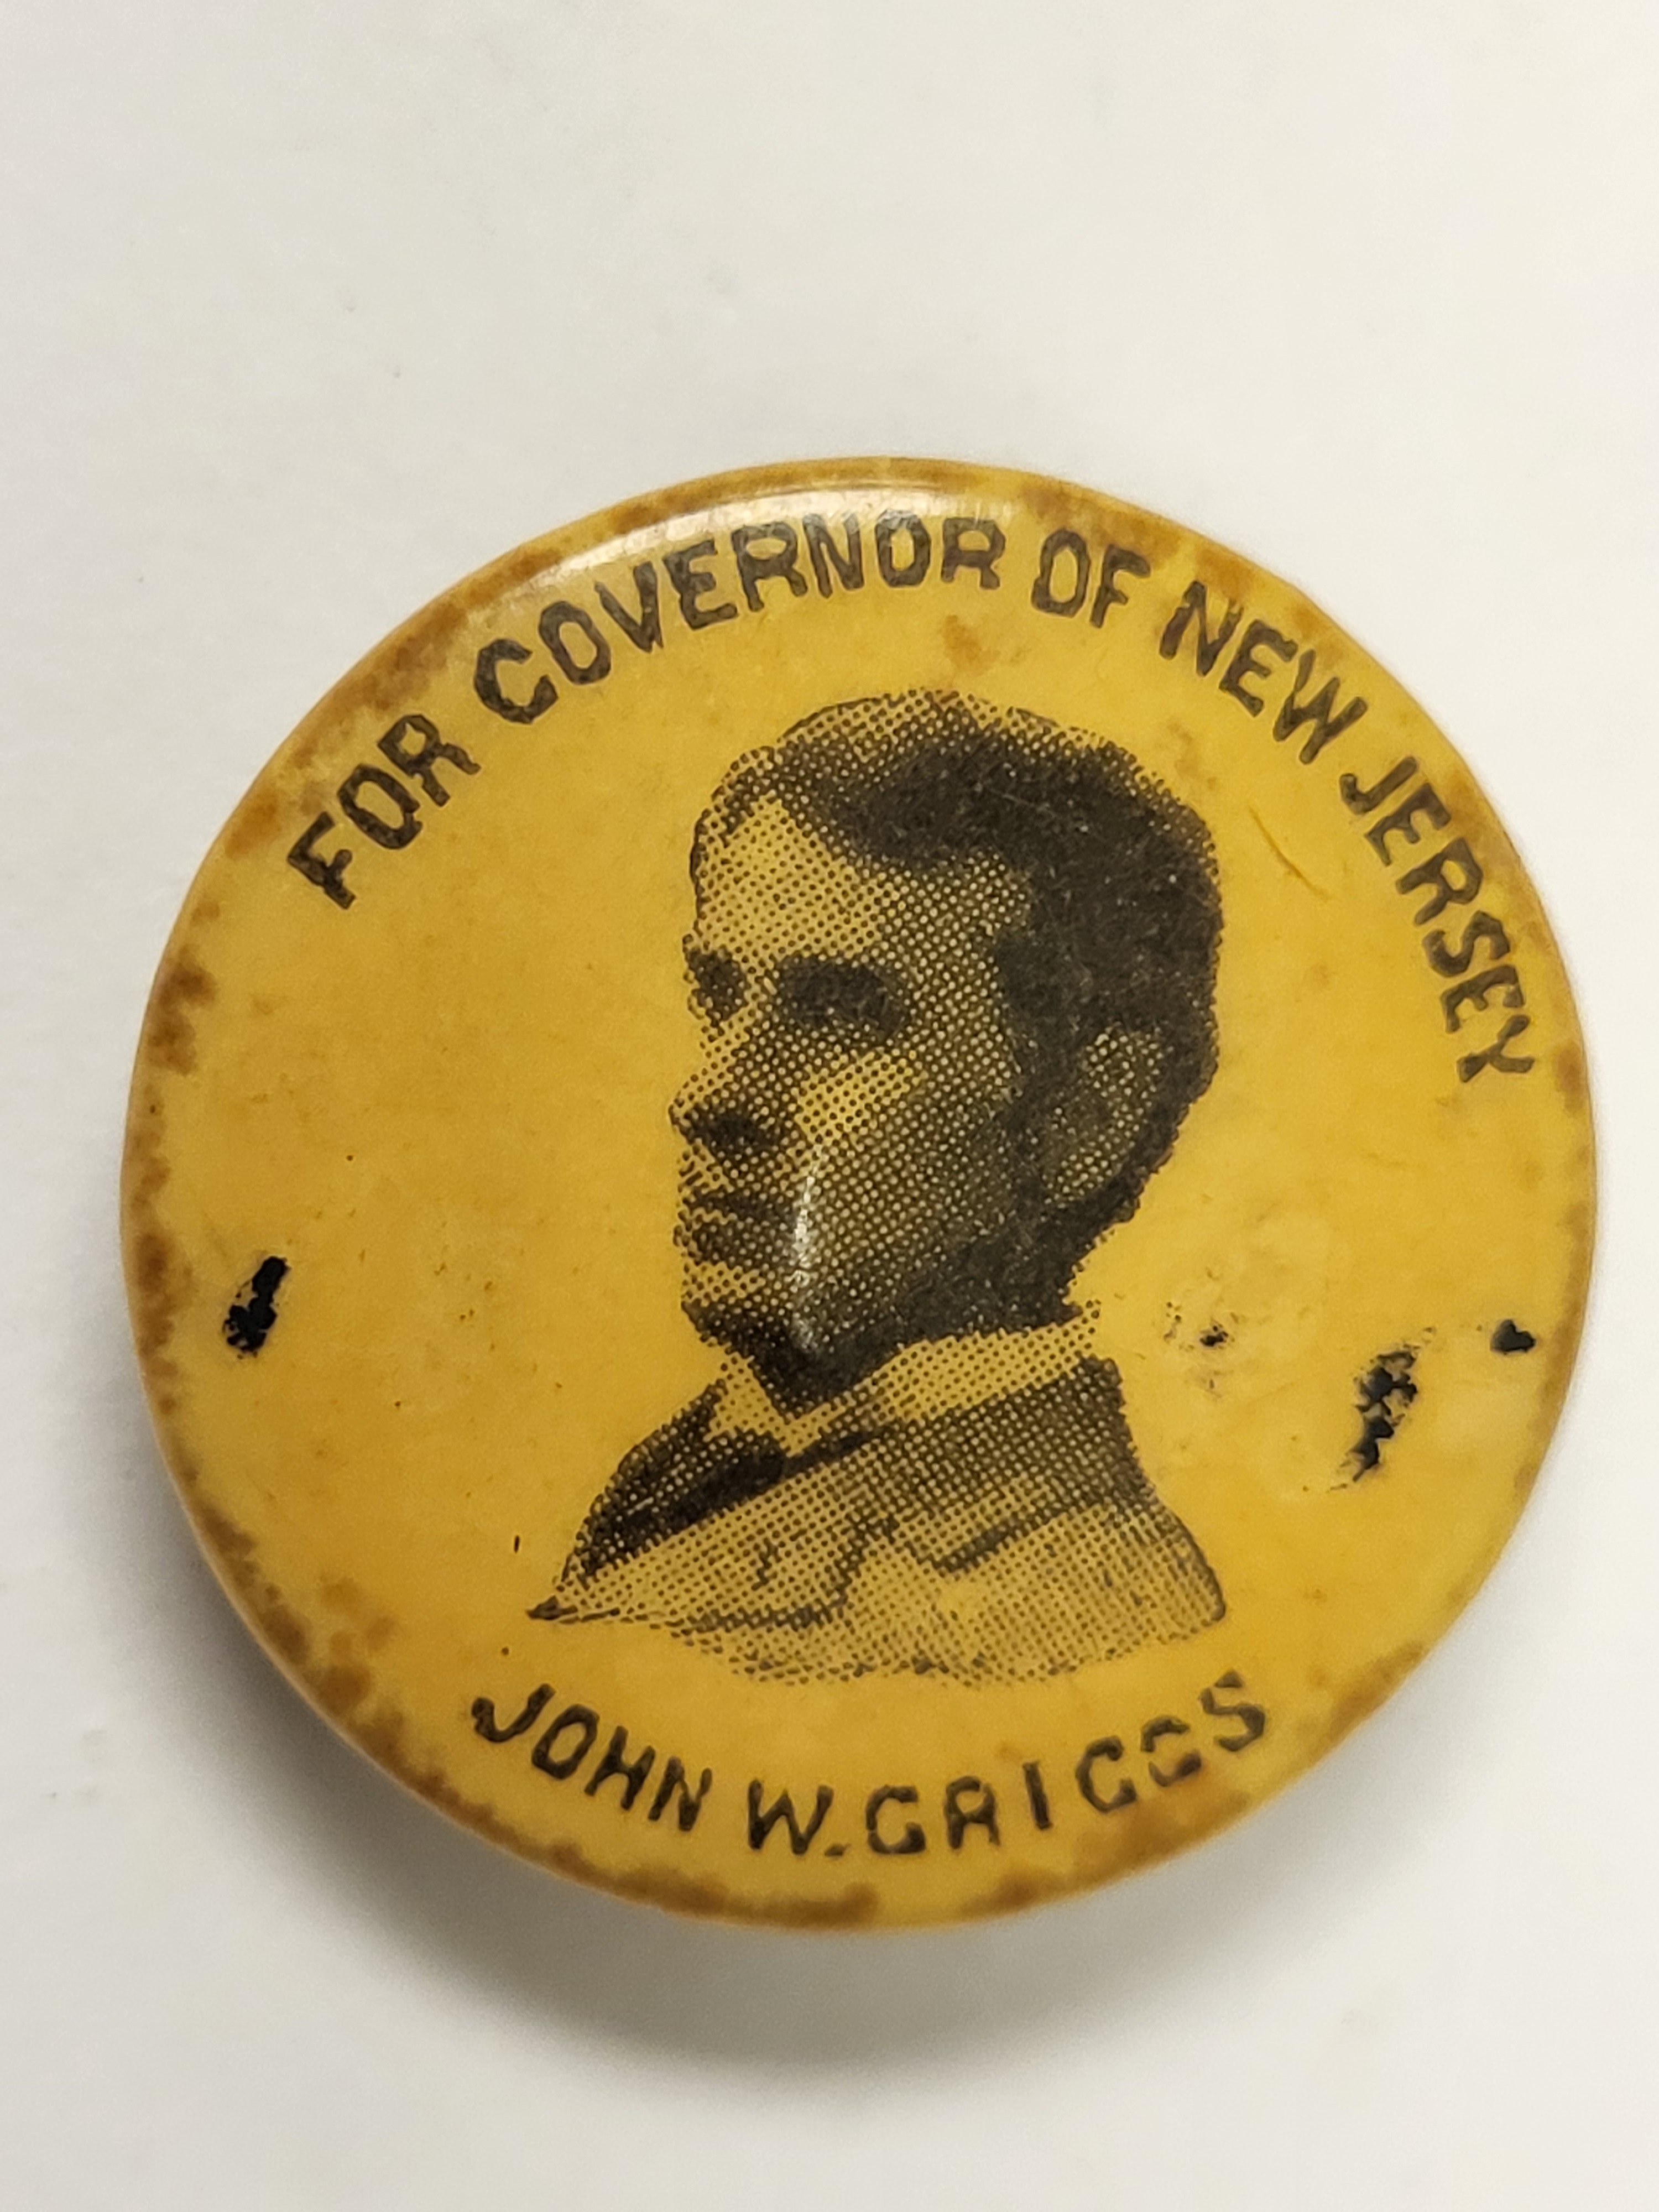 FOR GOVERNOR OF NEW JERSEY
JOHN W. GRIGGS